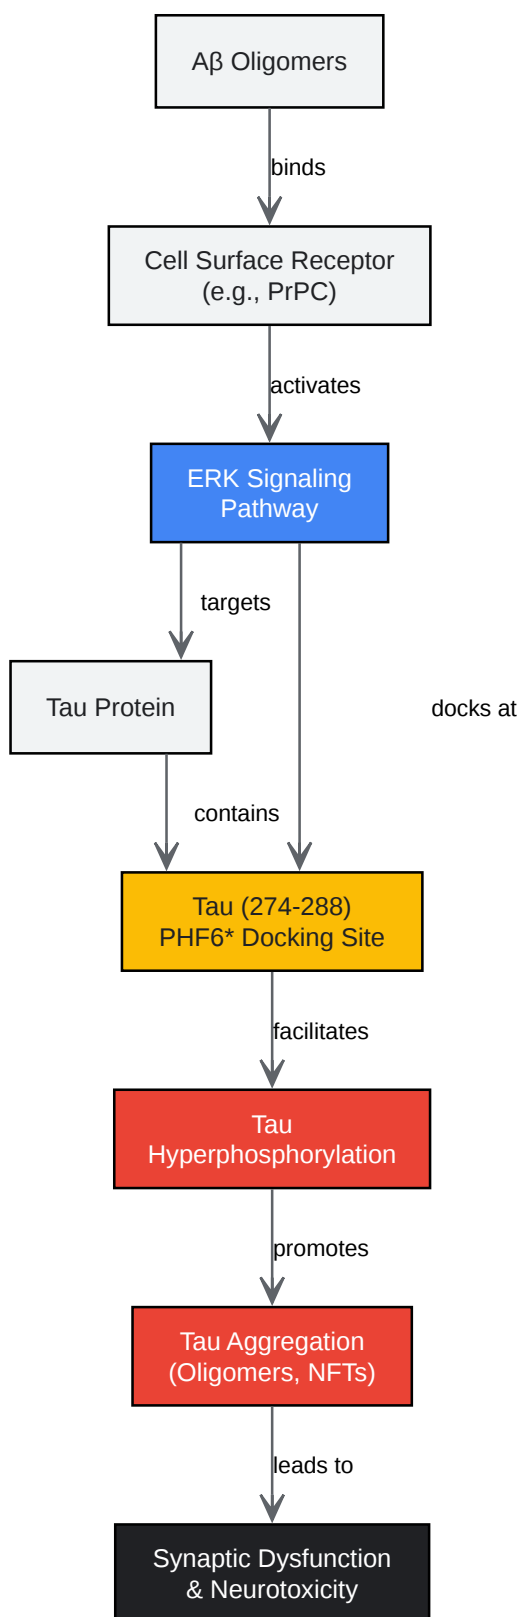 Aβ Oligomers
binds
Cell Surface Receptor
(e.g., PrPC)
activates
ERK Signaling
Pathway
targets
Tau Protein
docks at
contains
Tau (274-288)
PHF6* Docking Site
facilitates
Tau
Hyperphosphorylation
promotes
Tau Aggregation
(Oligomers, NFTs)
leads to
Synaptic Dysfunction
& Neurotoxicity